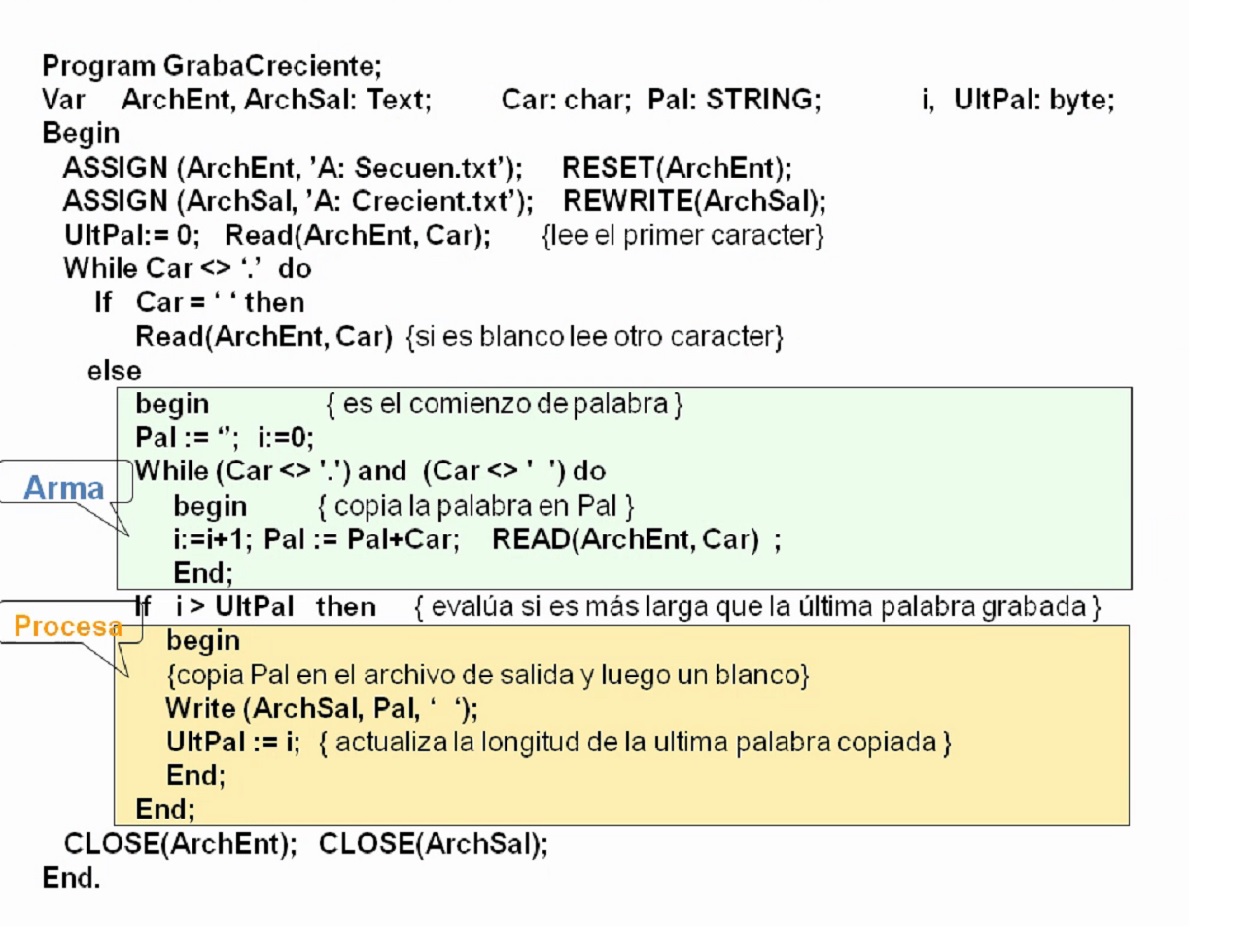 Program GrabaCreciente;
Var ArchEnt, ArchSal: Text; Car: char; Pal: STRING; i, UltPal: byte;
Begin
ASSIGN (ArchEnt, ’A: Secuen.txt’); RESET(ArchEnt);
ASSIGN (ArchSal, ’A: Crecient.txt’); REWRITE(ArchSal);
UltPal:= 0; Read(ArchEnt, Car); {lee el primer caracter}
While Car <> ‘.’ do
If Car = ‘ ‘ then
Read(ArchEnt, Car) {si es blanco lee otro caracter}
else
begin { es el comienzo de palabra }
Pal := ‘’; i:=0;
While (Car <> '.') and (Car <> ' ') do
Arma
begin { copia la palabra en Pal }
i:=i+1; Pal := Pal+Car; READ(ArchEnt, Car) ;
End;
If i > UltPal then { evalúa si es más larga que la última palabra grabada }
Procesa
begin
{copia Pal en el archivo de salida y luego un blanco}
Write (ArchSal, Pal, ‘ ‘);
UltPal := i; { actualiza la longitud de la ultima palabra copiada }
End;
End;
CLOSE(ArchEnt); CLOSE(ArchSal);
End.